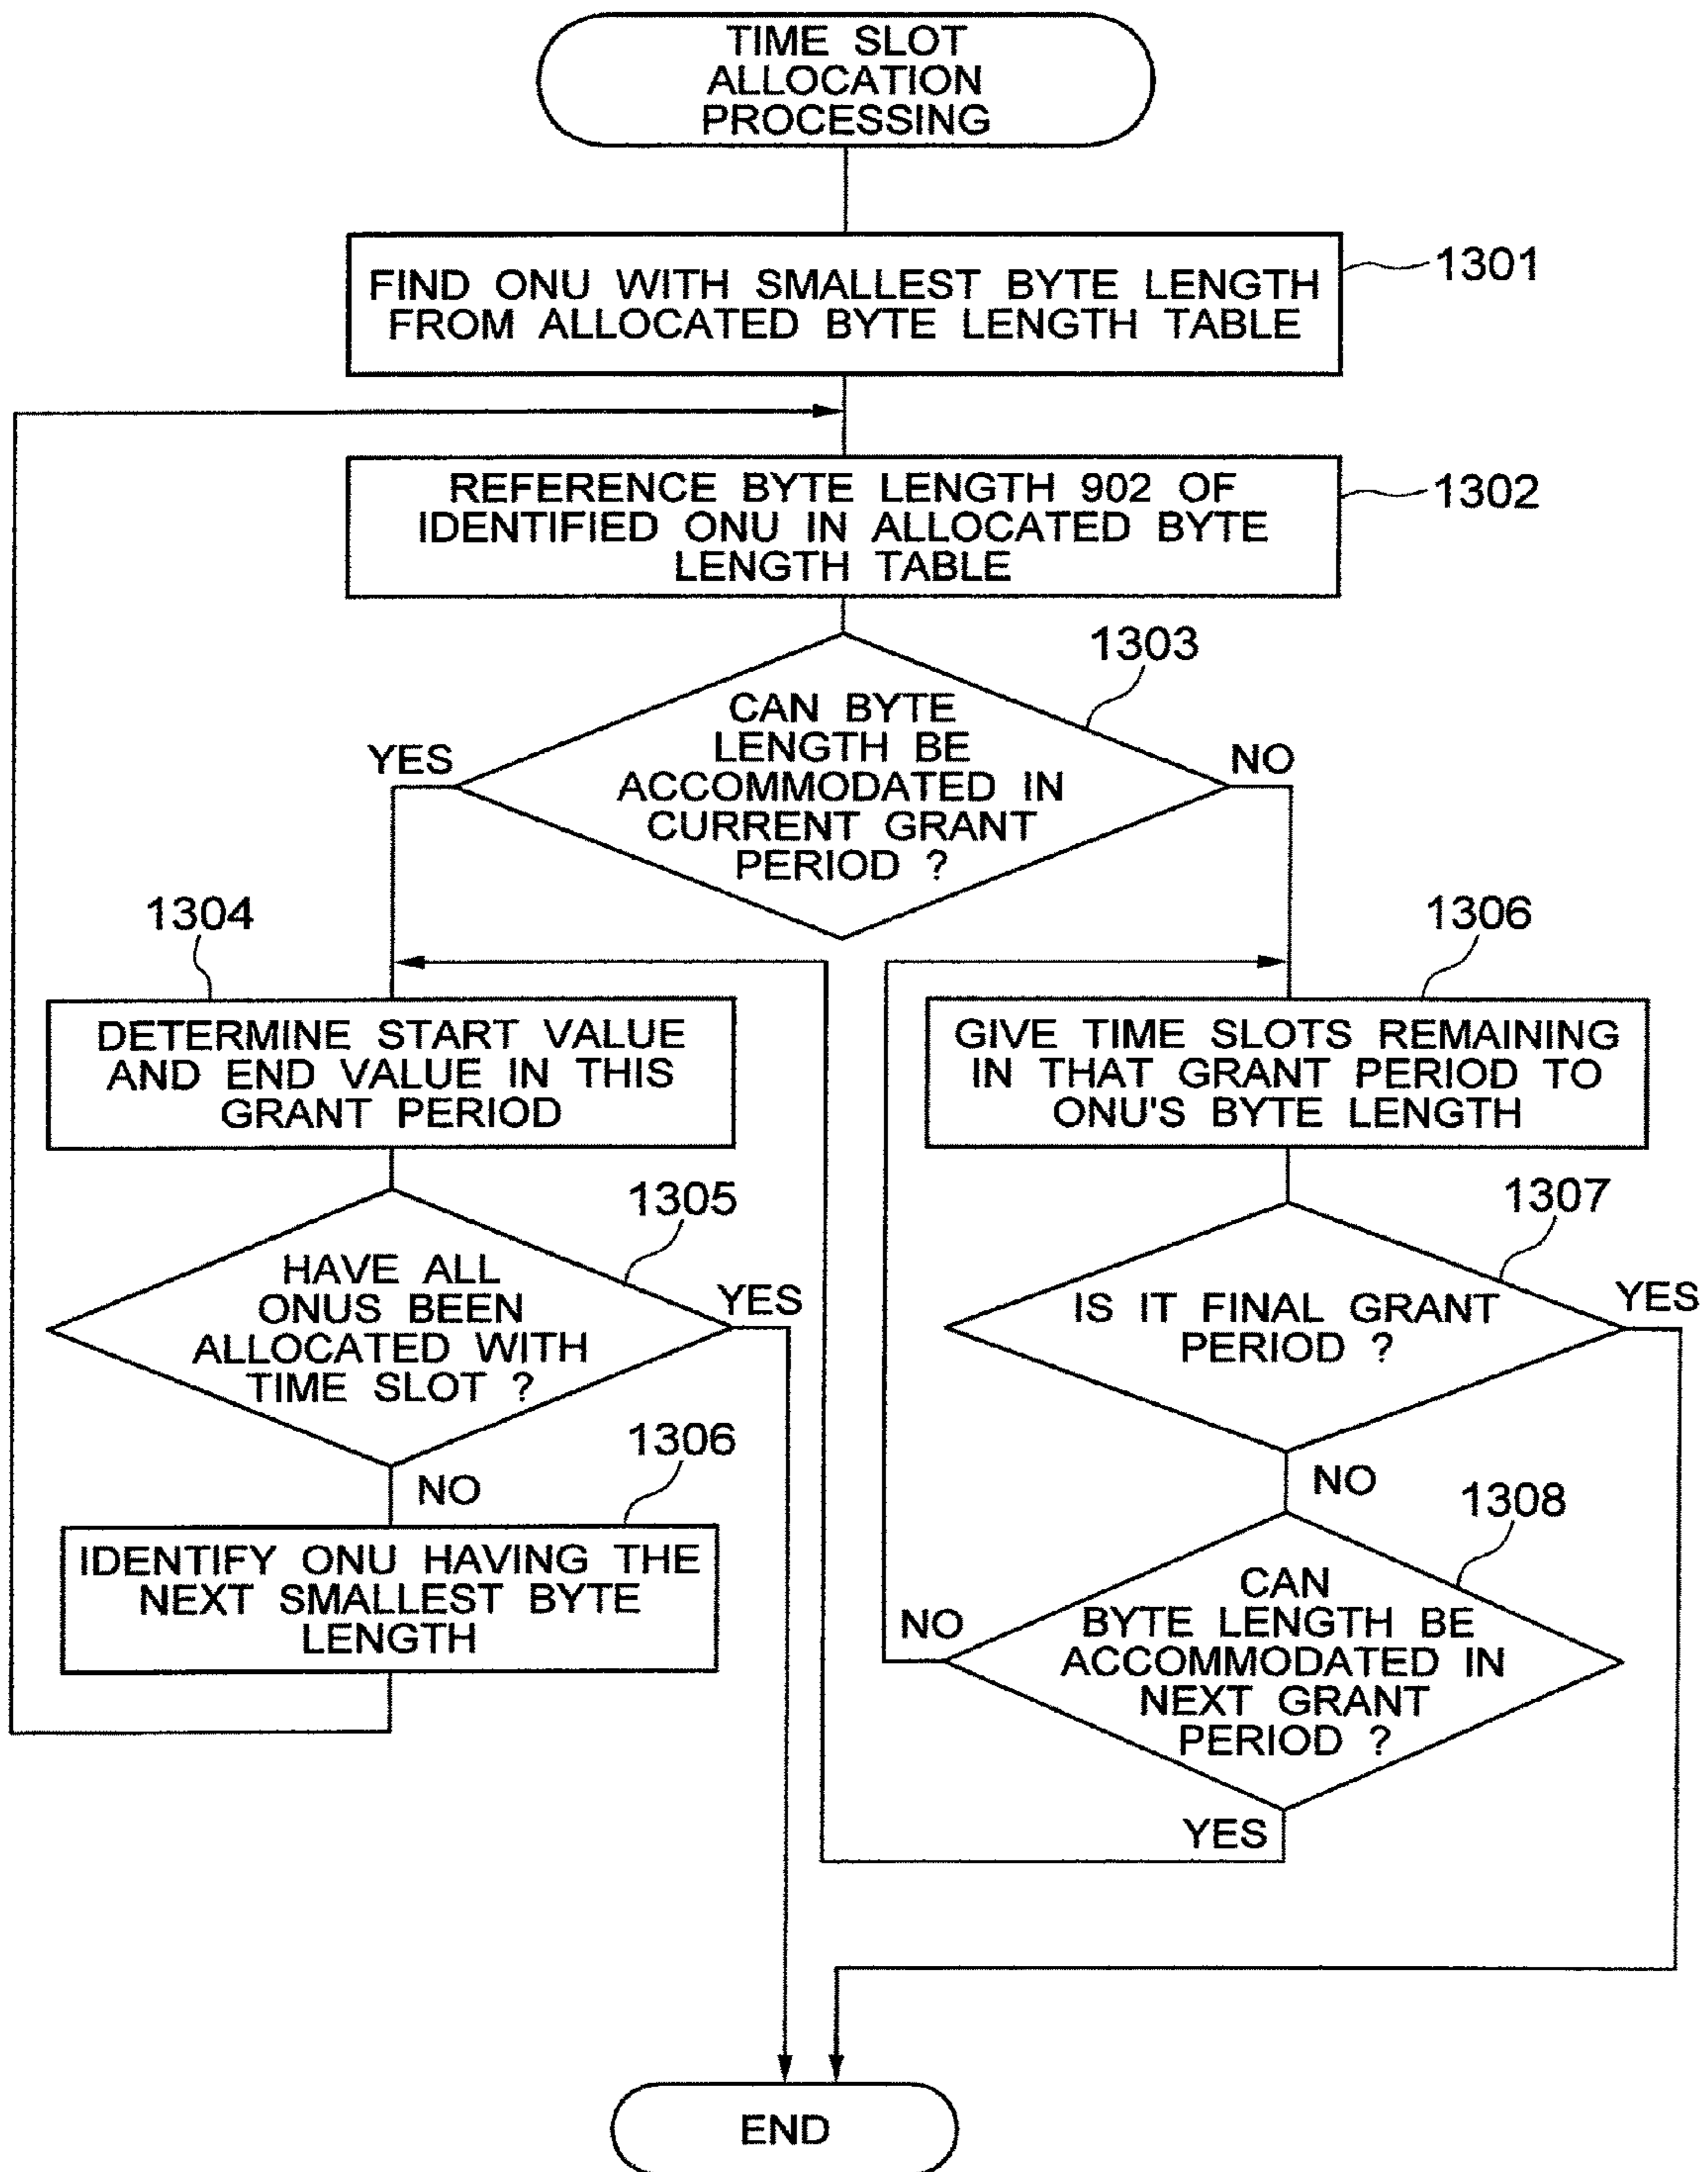 TIME SLOT
ALLOCATION
PROCESSING
FIND ONU WITH SMALLEST BYTE LENGTH
FROM ALLOCATED BYTE LENGTH TABLE
1301
REFERENCE BYTE LENGTH 902 OF
IDENTIFIED ONU IN ALLOCATED BYTE
LENGTH TABLE
1302
1303
CAN BYTE
LENGTH BE
ACCOMMODATED IN
CURRENT GRANT
PERIOD ?
YES
NO
1304
DETERMINE START VALUE
AND END VALUE IN THIS
GRANT PERIOD
1305
HAVE ALL
ONUS BEEN
ALLOCATED WITH
TIME SLOT ?
YES
NO
1306
IDENTIFY ONU HAVING THE
NEXT SMALLEST BYTE
LENGTH
1306
GIVE TIME SLOTS REMAINING
IN THAT GRANT PERIOD TO
ONU'S BYTE LENGTH
1307
IS IT FINAL GRANT
PERIOD ?
YES
NO
1308
CAN
BYTE LENGTH BE
ACCOMMODATED IN
NEXT GRANT
PERIOD ?
NO
YES
END